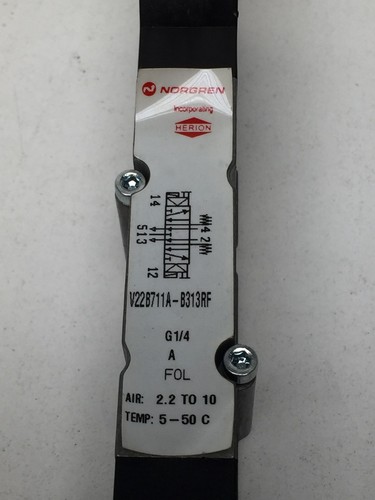 NORGREN
incorporating
HERION
14
4 2
5 1 3
12
V22B711A-B313RF
G1/4
A
FOL
AIR: 2.2 TO 10
TEMP: 5-50 C